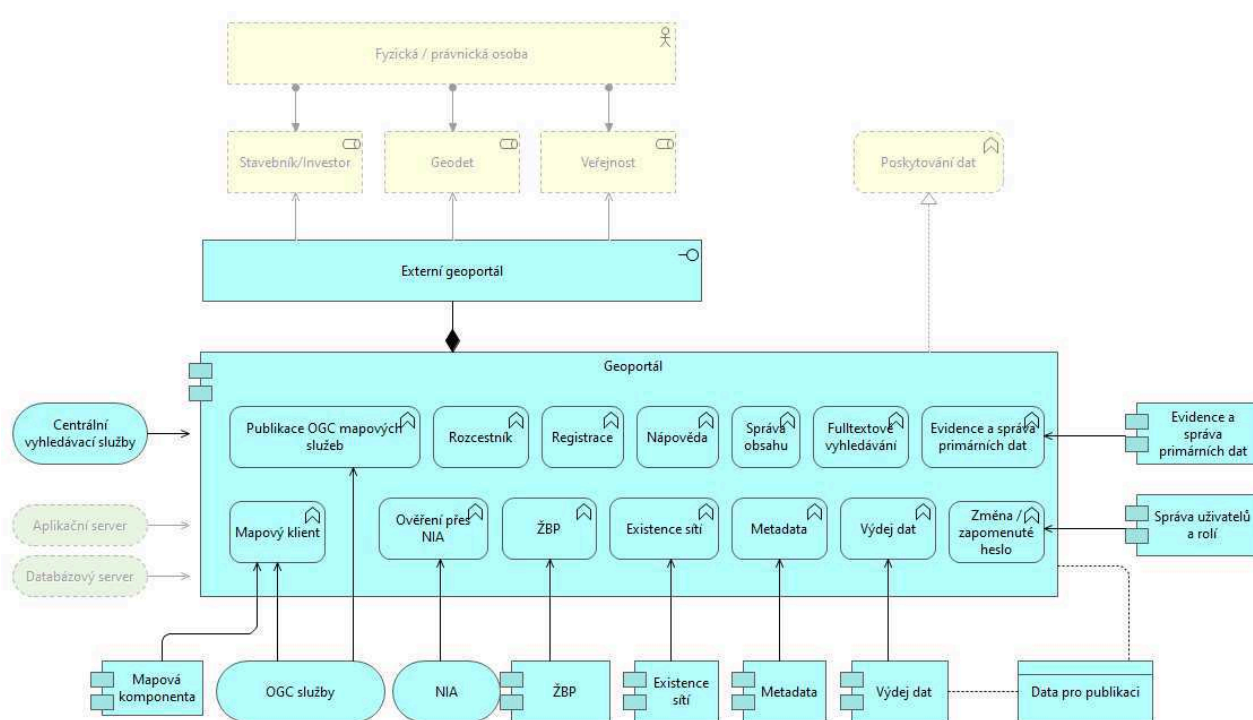 Fyzická / právnická osoba
Stavebník/Investor
Geodet
Veřejnost
Poskytování dat
Externí geoportál
Geoportál
Centrální
vyhledávací služby
Publikace OGC mapových
služeb
Rozcestník
Registrace
Nápověda
Správa
obsahu
Fulltextové
vyhledávání
Evidence a správa
primárních dat
Evidence a
správa
primárních dat
Aplikační server
Databázový server
Mapový klient
Ověření přes
NIA
ŽBP
Existence sítí
Metadata
Výdej dat
Změna /
zapomenuté
heslo
Správa uživatelů
a rolí
Mapová
komponenta
OGC služby
NIA
ŽBP
Existence
sítí
Metadata
Výdej dat
Data pro publikaci